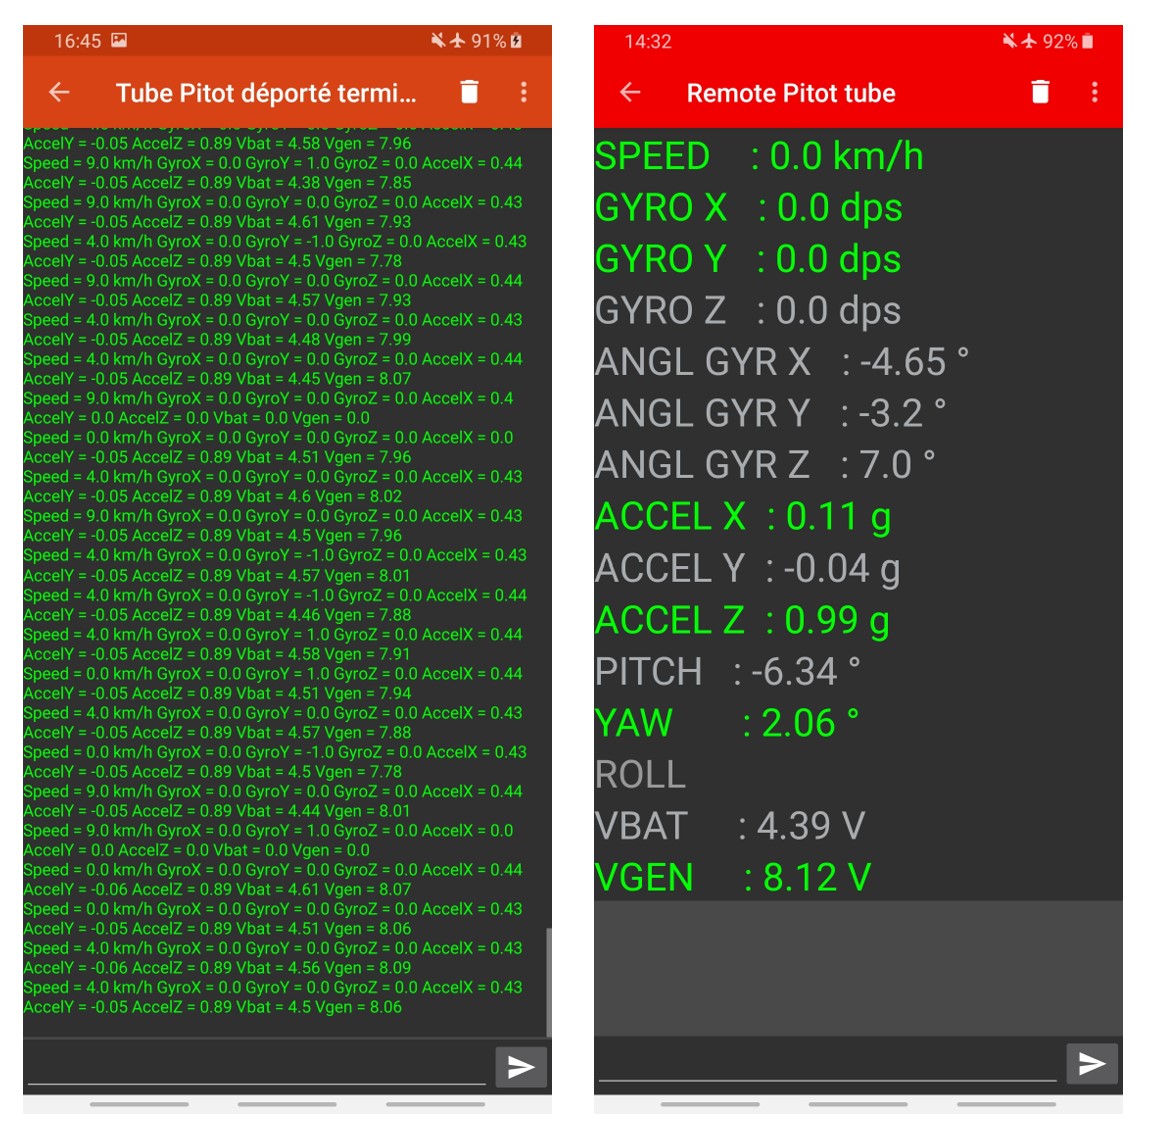 16:45
91%
Tube Pitot déporté termi...
AccelY = -0.05 AccelZ = 0.89 Vbat = 4.58 Vgen = 7.96
Speed = 9.0 km/h GyroX = 0.0 GyroY = 1.0 GyroZ = 0.0 AccelX = 0.44
AccelY = -0.05 AccelZ = 0.89 Vbat = 4.38 Vgen = 7.85
Speed = 9.0 km/h GyroX = 0.0 GyroY = 0.0 GyroZ = 0.0 AccelX = 0.43
AccelY = -0.05 AccelZ = 0.89 Vbat = 4.61 Vgen = 7.93
Speed = 4.0 km/h GyroX = 0.0 GyroY = -1.0 GyroZ = 0.0 AccelX = 0.43
AccelY = -0.05 AccelZ = 0.89 Vbat = 4.5 Vgen = 7.78
Speed = 9.0 km/h GyroX = 0.0 GyroY = 0.0 GyroZ = 0.0 AccelX = 0.44
AccelY = -0.05 AccelZ = 0.89 Vbat = 4.57 Vgen = 7.93
Speed = 4.0 km/h GyroX = 0.0 GyroY = 0.0 GyroZ = 0.0 AccelX = 0.43
AccelY = -0.05 AccelZ = 0.89 Vbat = 4.48 Vgen = 7.99
Speed = 4.0 km/h GyroX = 0.0 GyroY = 0.0 GyroZ = 0.0 AccelX = 0.44
AccelY = -0.05 AccelZ = 0.89 Vbat = 4.45 Vgen = 8.07
Speed = 9.0 km/h GyroX = 0.0 GyroY = 0.0 GyroZ = 0.0 AccelX = 0.4
AccelY = 0.0 AccelZ = 0.0 Vbat = 0.0 Vgen = 0.0
Speed = 0.0 km/h GyroX = 0.0 GyroY = 0.0 GyroZ = 0.0 AccelX = 0.0
AccelY = -0.05 AccelZ = 0.89 Vbat = 4.51 Vgen = 7.96
Speed = 4.0 km/h GyroX = 0.0 GyroY = 0.0 GyroZ = 0.0 AccelX = 0.43
AccelY = -0.05 AccelZ = 0.89 Vbat = 4.6 Vgen = 8.02
Speed = 9.0 km/h GyroX = 0.0 GyroY = 0.0 GyroZ = 0.0 AccelX = 0.43
AccelY = -0.05 AccelZ = 0.89 Vbat = 4.5 Vgen = 7.96
Speed = 4.0 km/h GyroX = 0.0 GyroY = -1.0 GyroZ = 0.0 AccelX = 0.43
AccelY = -0.05 AccelZ = 0.89 Vbat = 4.57 Vgen = 8.01
Speed = 4.0 km/h GyroX = 0.0 GyroY = -1.0 GyroZ = 0.0 AccelX = 0.44
AccelY = -0.05 AccelZ = 0.89 Vbat = 4.46 Vgen = 7.88
Speed = 4.0 km/h GyroX = 0.0 GyroY = 1.0 GyroZ = 0.0 AccelX = 0.44
AccelY = -0.05 AccelZ = 0.89 Vbat = 4.58 Vgen = 7.91
Speed = 0.0 km/h GyroX = 0.0 GyroY = 1.0 GyroZ = 0.0 AccelX = 0.44
AccelY = -0.05 AccelZ = 0.89 Vbat = 4.51 Vgen = 7.94
Speed = 4.0 km/h GyroX = 0.0 GyroY = 0.0 GyroZ = 0.0 AccelX = 0.43
AccelY = -0.05 AccelZ = 0.89 Vbat = 4.57 Vgen = 7.88
Speed = 0.0 km/h GyroX = 0.0 GyroY = -1.0 GyroZ = 0.0 AccelX = 0.43
AccelY = -0.05 AccelZ = 0.89 Vbat = 4.5 Vgen = 7.78
Speed = 9.0 km/h GyroX = 0.0 GyroY = 0.0 GyroZ = 0.0 AccelX = 0.44
AccelY = -0.05 AccelZ = 0.89 Vbat = 4.44 Vgen = 8.01
Speed = 9.0 km/h GyroX = 0.0 GyroY = 1.0 GyroZ = 0.0 AccelX = 0.0
AccelY = 0.0 AccelZ = 0.0 Vbat = 0.0 Vgen = 0.0
Speed = 0.0 km/h GyroX = 0.0 GyroY = 0.0 GyroZ = 0.0 AccelX = 0.44
AccelY = -0.06 AccelZ = 0.89 Vbat = 4.61 Vgen = 8.07
Speed = 0.0 km/h GyroX = 0.0 GyroY = 0.0 GyroZ = 0.0 AccelX = 0.43
AccelY = -0.05 AccelZ = 0.89 Vbat = 4.51 Vgen = 8.06
Speed = 4.0 km/h GyroX = 0.0 GyroY = 0.0 GyroZ = 0.0 AccelX = 0.43
AccelY = -0.06 AccelZ = 0.89 Vbat = 4.56 Vgen = 8.09
Speed = 4.0 km/h GyroX = 0.0 GyroY = 0.0 GyroZ = 0.0 AccelX = 0.43
AccelY = -0.05 AccelZ = 0.89 Vbat = 4.5 Vgen = 8.06
14:32
92%
Remote Pitot tube
SPEED : 0.0 km/h
GYRO X : 0.0 dps
GYRO Y : 0.0 dps
GYRO Z : 0.0 dps
ANGL GYR X : -4.65 °
ANGL GYR Y : -3.2 °
ANGL GYR Z : 7.0 °
ACCEL X : 0.11 g
ACCEL Y : -0.04 g
ACCEL Z : 0.99 g
PITCH : -6.34 °
YAW : 2.06 °
ROLL
VBAT : 4.39 V
VGEN : 8.12 V